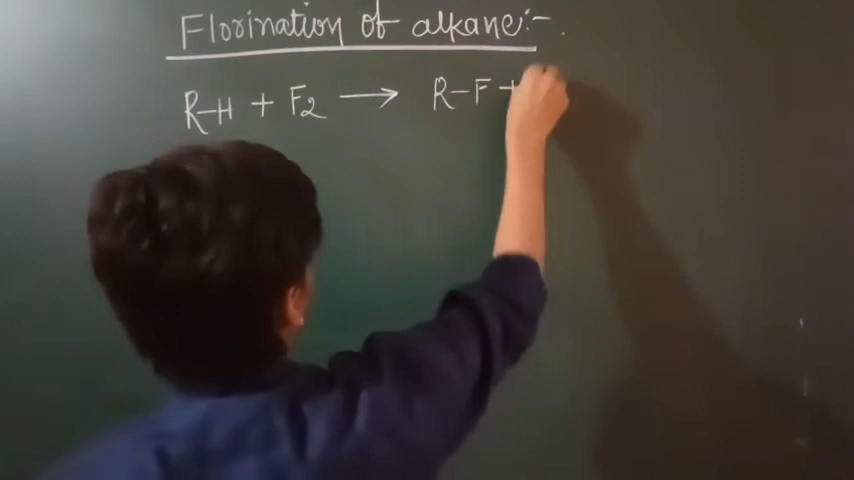 Florination of alkane:-
R-H + F2 → R-F +